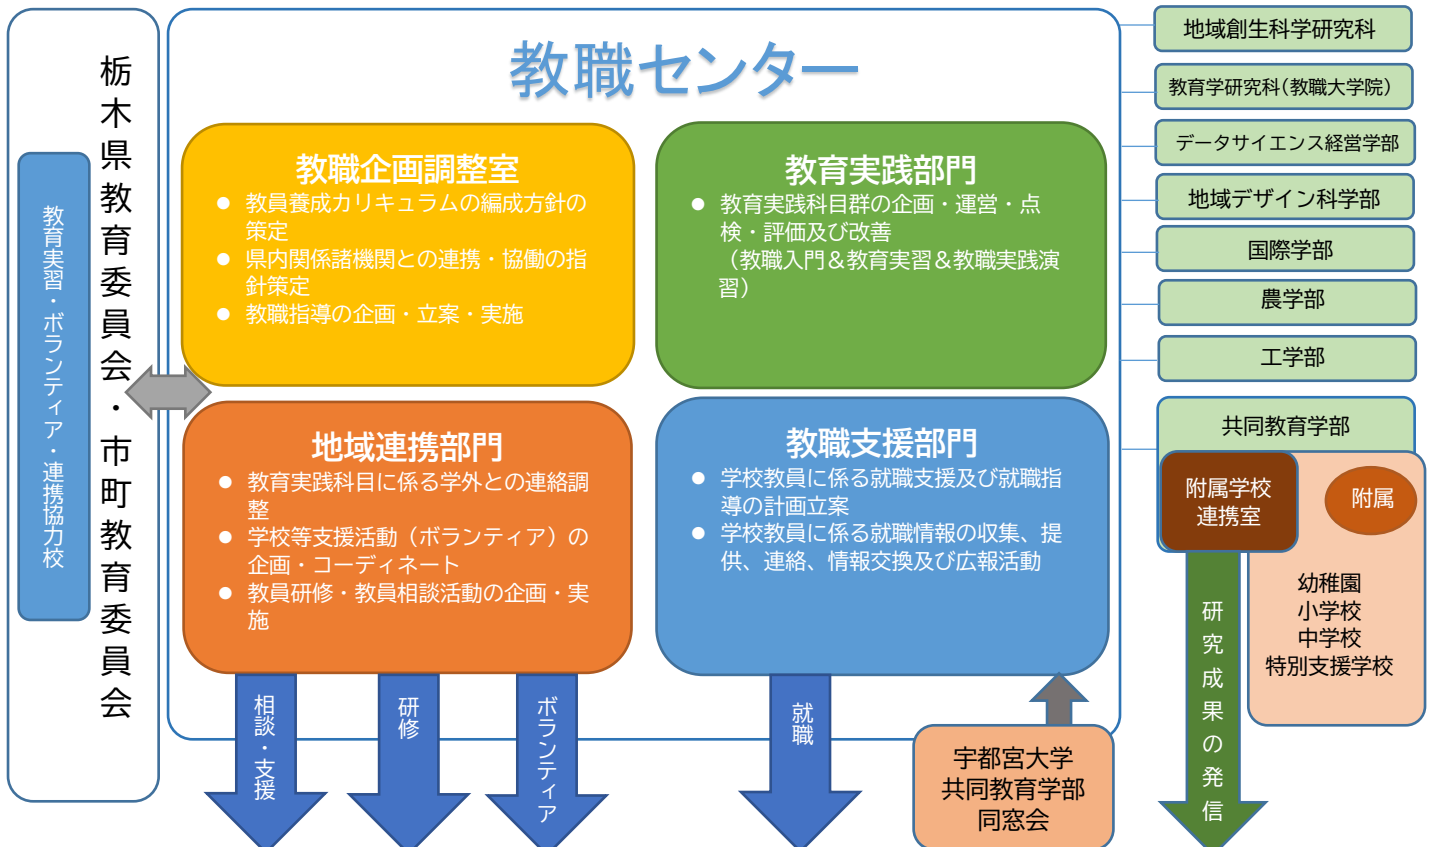 栃木県教育委員会・市町教育委員会
教育実習・ボランティア・連携協力校
教職センター
教職企画調整室
● 教員養成カリキュラムの編成方針の
策定
● 県内関係諸機関との連携・協働の指
針策定
● 教職指導の企画・立案・実施
教育実践部門
● 教育実践科目群の企画・運営・点
検・評価及び改善
（教職入門＆教育実習＆教職実践演
習）
地域連携部門
● 教育実践科目に係る学外との連絡調
整
● 学校等支援活動（ボランティア）の
企画・コーディネート
● 教員研修・教員相談活動の企画・実
施
教職支援部門
● 学校教員に係る就職支援及び就職指
導の計画立案
● 学校教員に係る就職情報の収集、提
供、連絡、情報交換及び広報活動
相談・支援
研修
ボランティア
就職
宇都宮大学
共同教育学部
同窓会
地域創生科学研究科
教育学研究科（教職大学院）
データサイエンス経営学部
地域デザイン科学部
国際学部
農学部
工学部
共同教育学部
附属学校
連携室
附属
幼稚園
小学校
中学校
特別支援学校
研究成果の発信